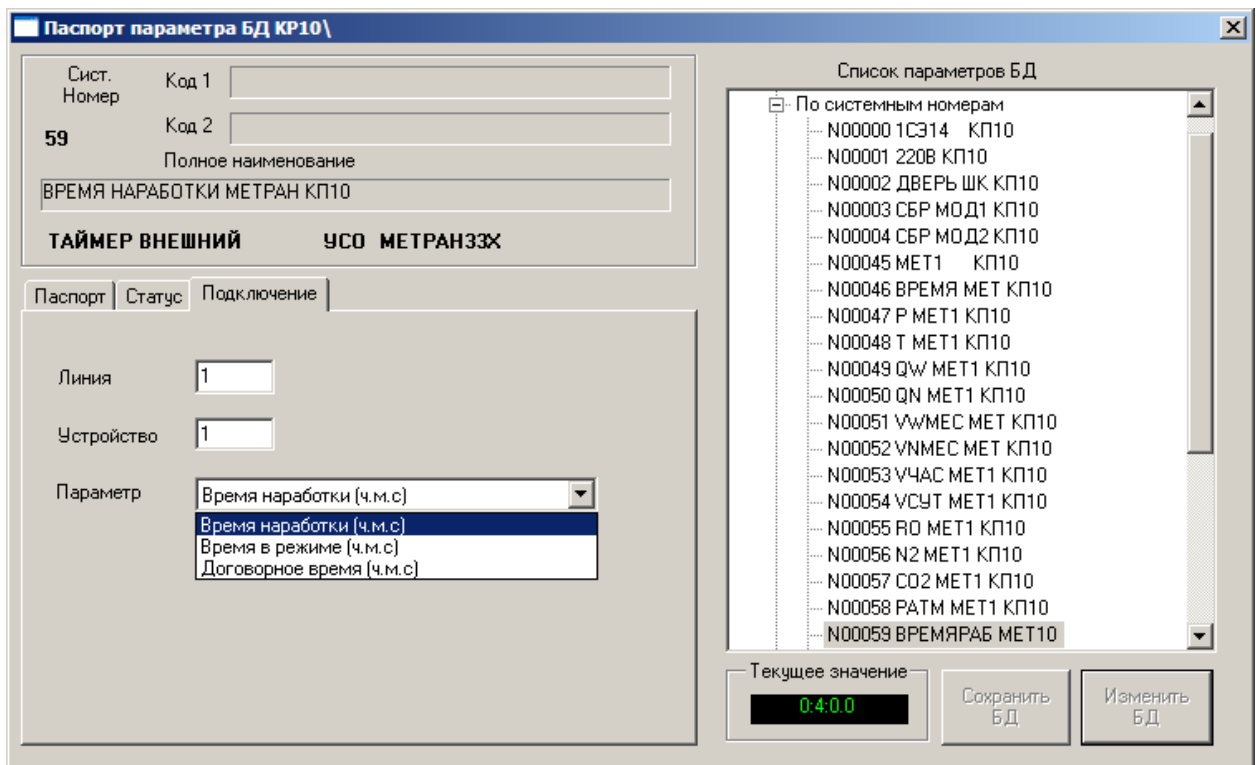 Паспорт параметра БД КР10\
Сист. Номер
Код 1
Код 2
59
Полное наименование
ВРЕМЯ НАРАБОТКИ МЕТРАН КП10
ТАЙМЕР ВНЕШНИЙ УСО МЕТРАН33X
Паспорт Статус Подключение
Линия 1
Устройство 1
Параметр Время наработки (ч.м.с)
Время наработки (ч.м.с)
Время в режиме (ч.м.с)
Договорное время (ч.м.с)
Список параметров БД
По системным номерам
N00000 1СЭ14 КП10
N00001 220В КП10
N00002 ДВЕРЬ ШК КП10
N00003 СБР МОД1 КП10
N00004 СБР МОД2 КП10
N00045 МЕТ1 КП10
N00046 ВРЕМЯ МЕТ КП10
N00047 Р МЕТ1 КП10
N00048 Т МЕТ1 КП10
N00049 QW МЕТ1 КП10
N00050 QN МЕТ1 КП10
N00051 VWМЕС МЕТ КП10
N00052 VNМЕС МЕТ КП10
N00053 VЧАС МЕТ1 КП10
N00054 VСУТ МЕТ1 КП10
N00055 RO МЕТ1 КП10
N00056 N2 МЕТ1 КП10
N00057 CO2 МЕТ1 КП10
N00058 РАТМ МЕТ1 КП10
N00059 ВРЕМЯРАБ МЕТ10
Текущее значение
0:4:0.0
Сохранить БД
Изменить БД